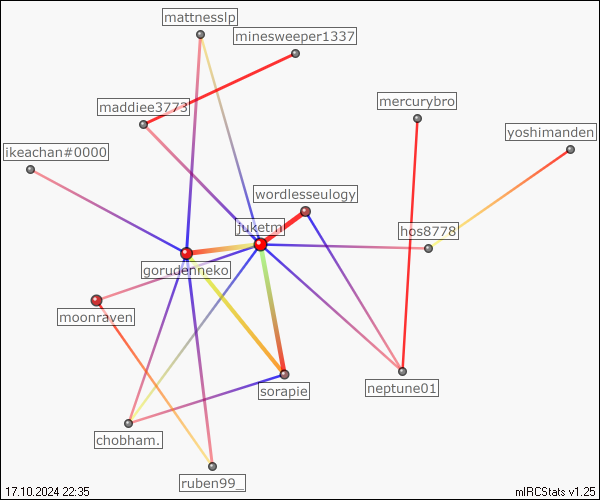 mattnesslp
minesweeper1337
mercurybro
maddiee3773
yoshimanden
ikeachan#0000
wordlesseulogy
juketm
hos8778
gorudenneko
moonraven
neptune01
sorapie
chobham.
ruben99_
17.10.2024 22:35
mIRCStats v1.25